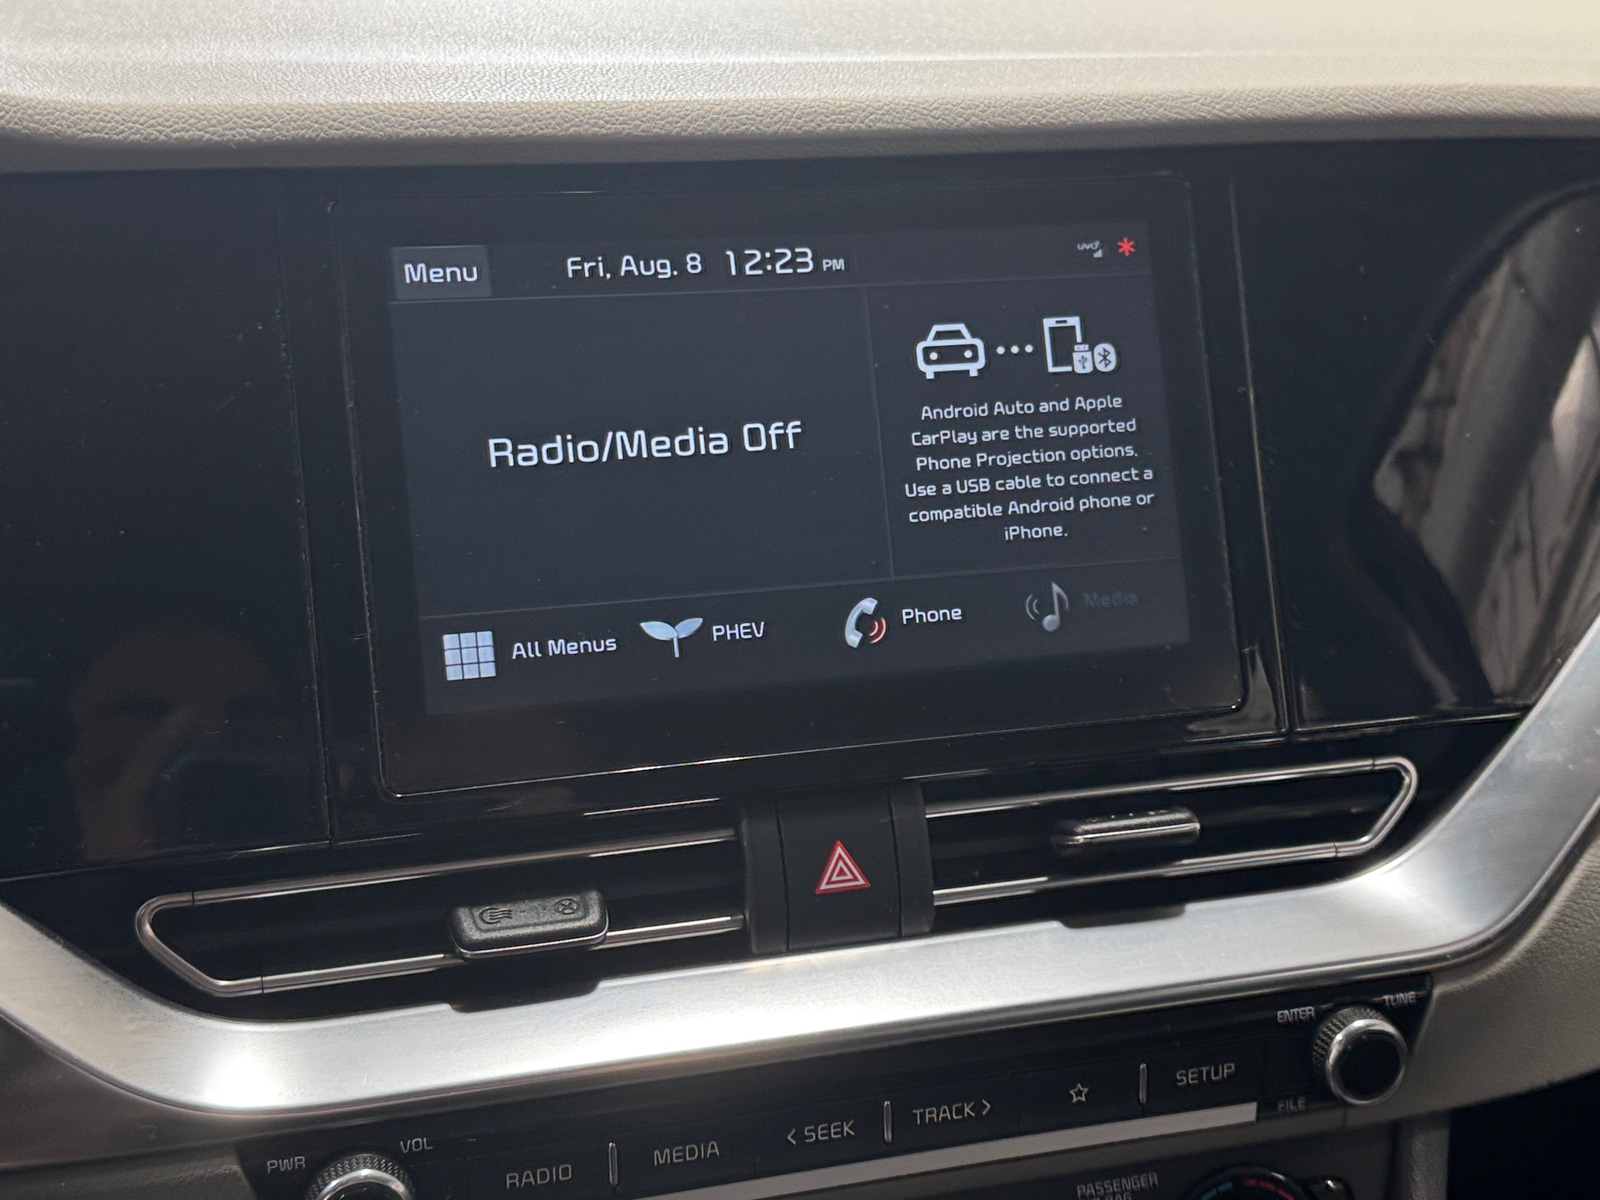 Menu
Fri, Aug. 8 12:23 PM
UVO
Radio/Media Off
Android Auto and Apple
CarPlay are the supported
Phone Projection options.
Use a USB cable to connect a
compatible Android phone or
iPhone.
All Menus
PHEV
Phone
Media
ENTER
TUNE
FILE
PWR
VOL
RADIO
MEDIA
< SEEK
TRACK >
☆
SETUP
PASSENGER